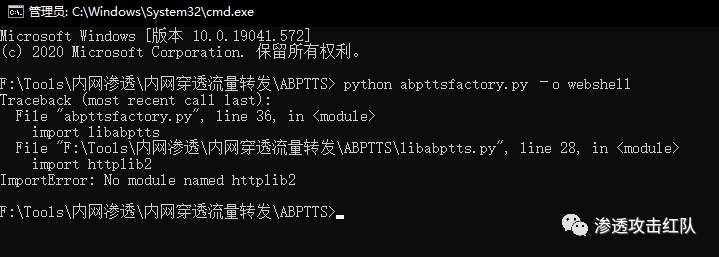 管理员: C:\Windows\System32\cmd.exe
Microsoft Windows [版本 10.0.19041.572]
(c) 2020 Microsoft Corporation. 保留所有权利。
F:\Tools\内网渗透\内网穿透流量转发\ABPTTS> python abpttsfactory.py －o webshell
Traceback (most recent call last):
  File "abpttsfactory.py", line 36, in <module>
    import libabptts
  File "F:\Tools\内网渗透\内网穿透流量转发\ABPTTS\libabptts.py", line 28, in <module>
    import httplib2
ImportError: No module named httplib2
F:\Tools\内网渗透\内网穿透流量转发\ABPTTS>
渗透攻击红队